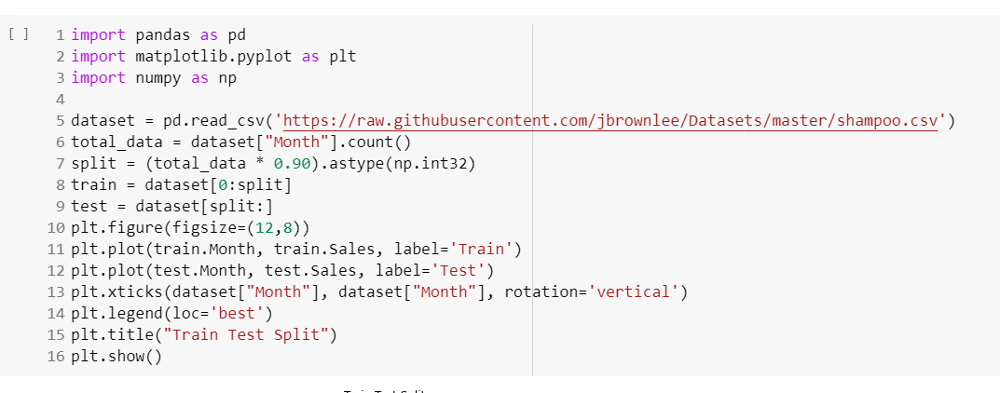 [ ] 1 import pandas as pd
2 import matplotlib.pyplot as plt
3 import numpy as np
4
5 dataset = pd.read_csv('https://raw.githubusercontent.com/jbrownlee/Datasets/master/shampoo.csv')
6 total_data = dataset["Month"].count()
7 split = (total_data * 0.90).astype(np.int32)
8 train = dataset[0:split]
9 test = dataset[split:]
10 plt.figure(figsize=(12,8))
11 plt.plot(train.Month, train.Sales, label='Train')
12 plt.plot(test.Month, test.Sales, label='Test')
13 plt.xticks(dataset["Month"], dataset["Month"], rotation='vertical')
14 plt.legend(loc='best')
15 plt.title("Train Test Split")
16 plt.show()
Train Test Split